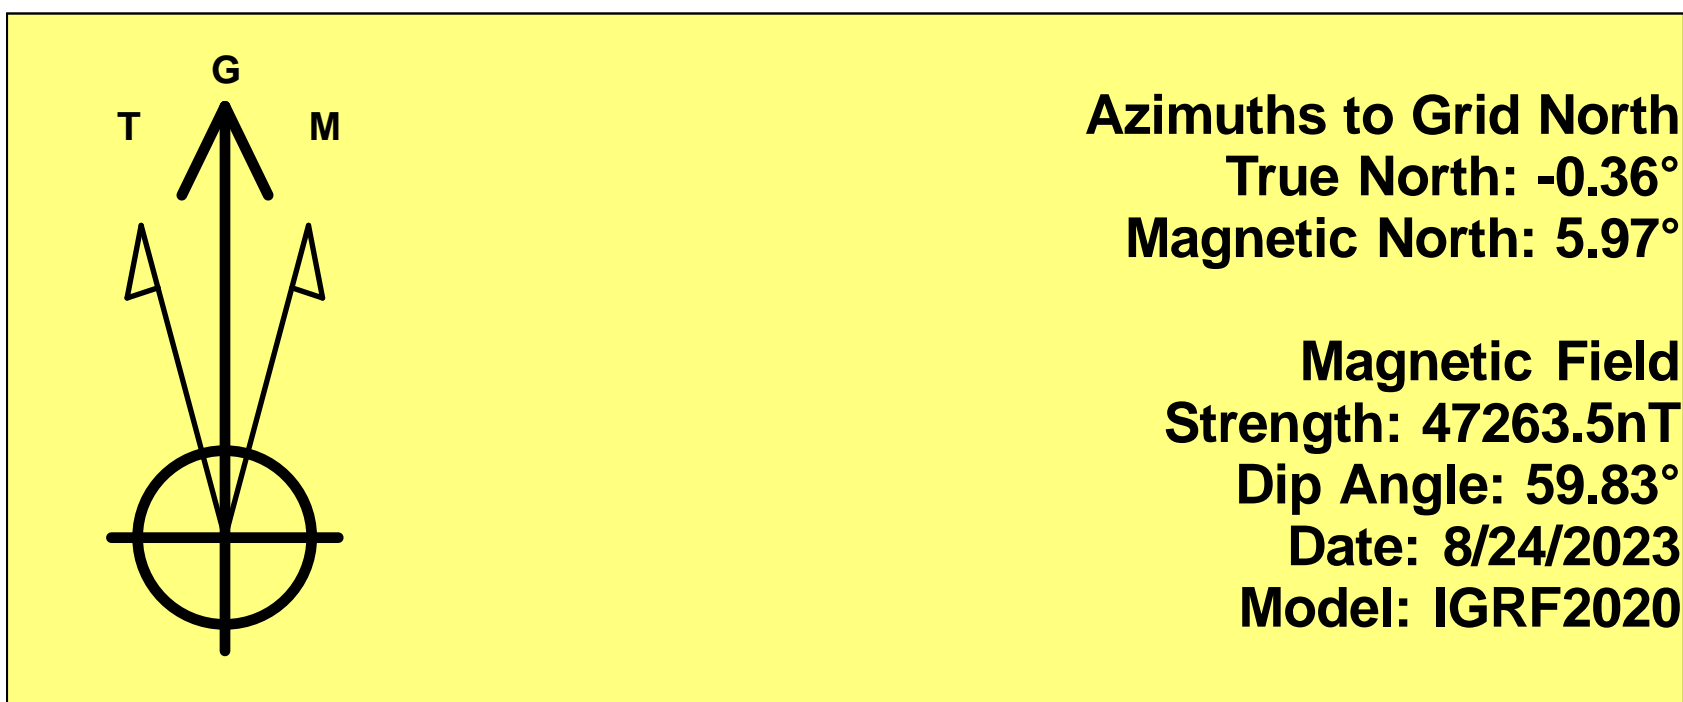 G
T M
Azimuths to Grid North
True North: -0.36°
Magnetic North: 5.97°
Magnetic Field
Strength: 47263.5nT
Dip Angle: 59.83°
Date: 8/24/2023
Model: IGRF2020